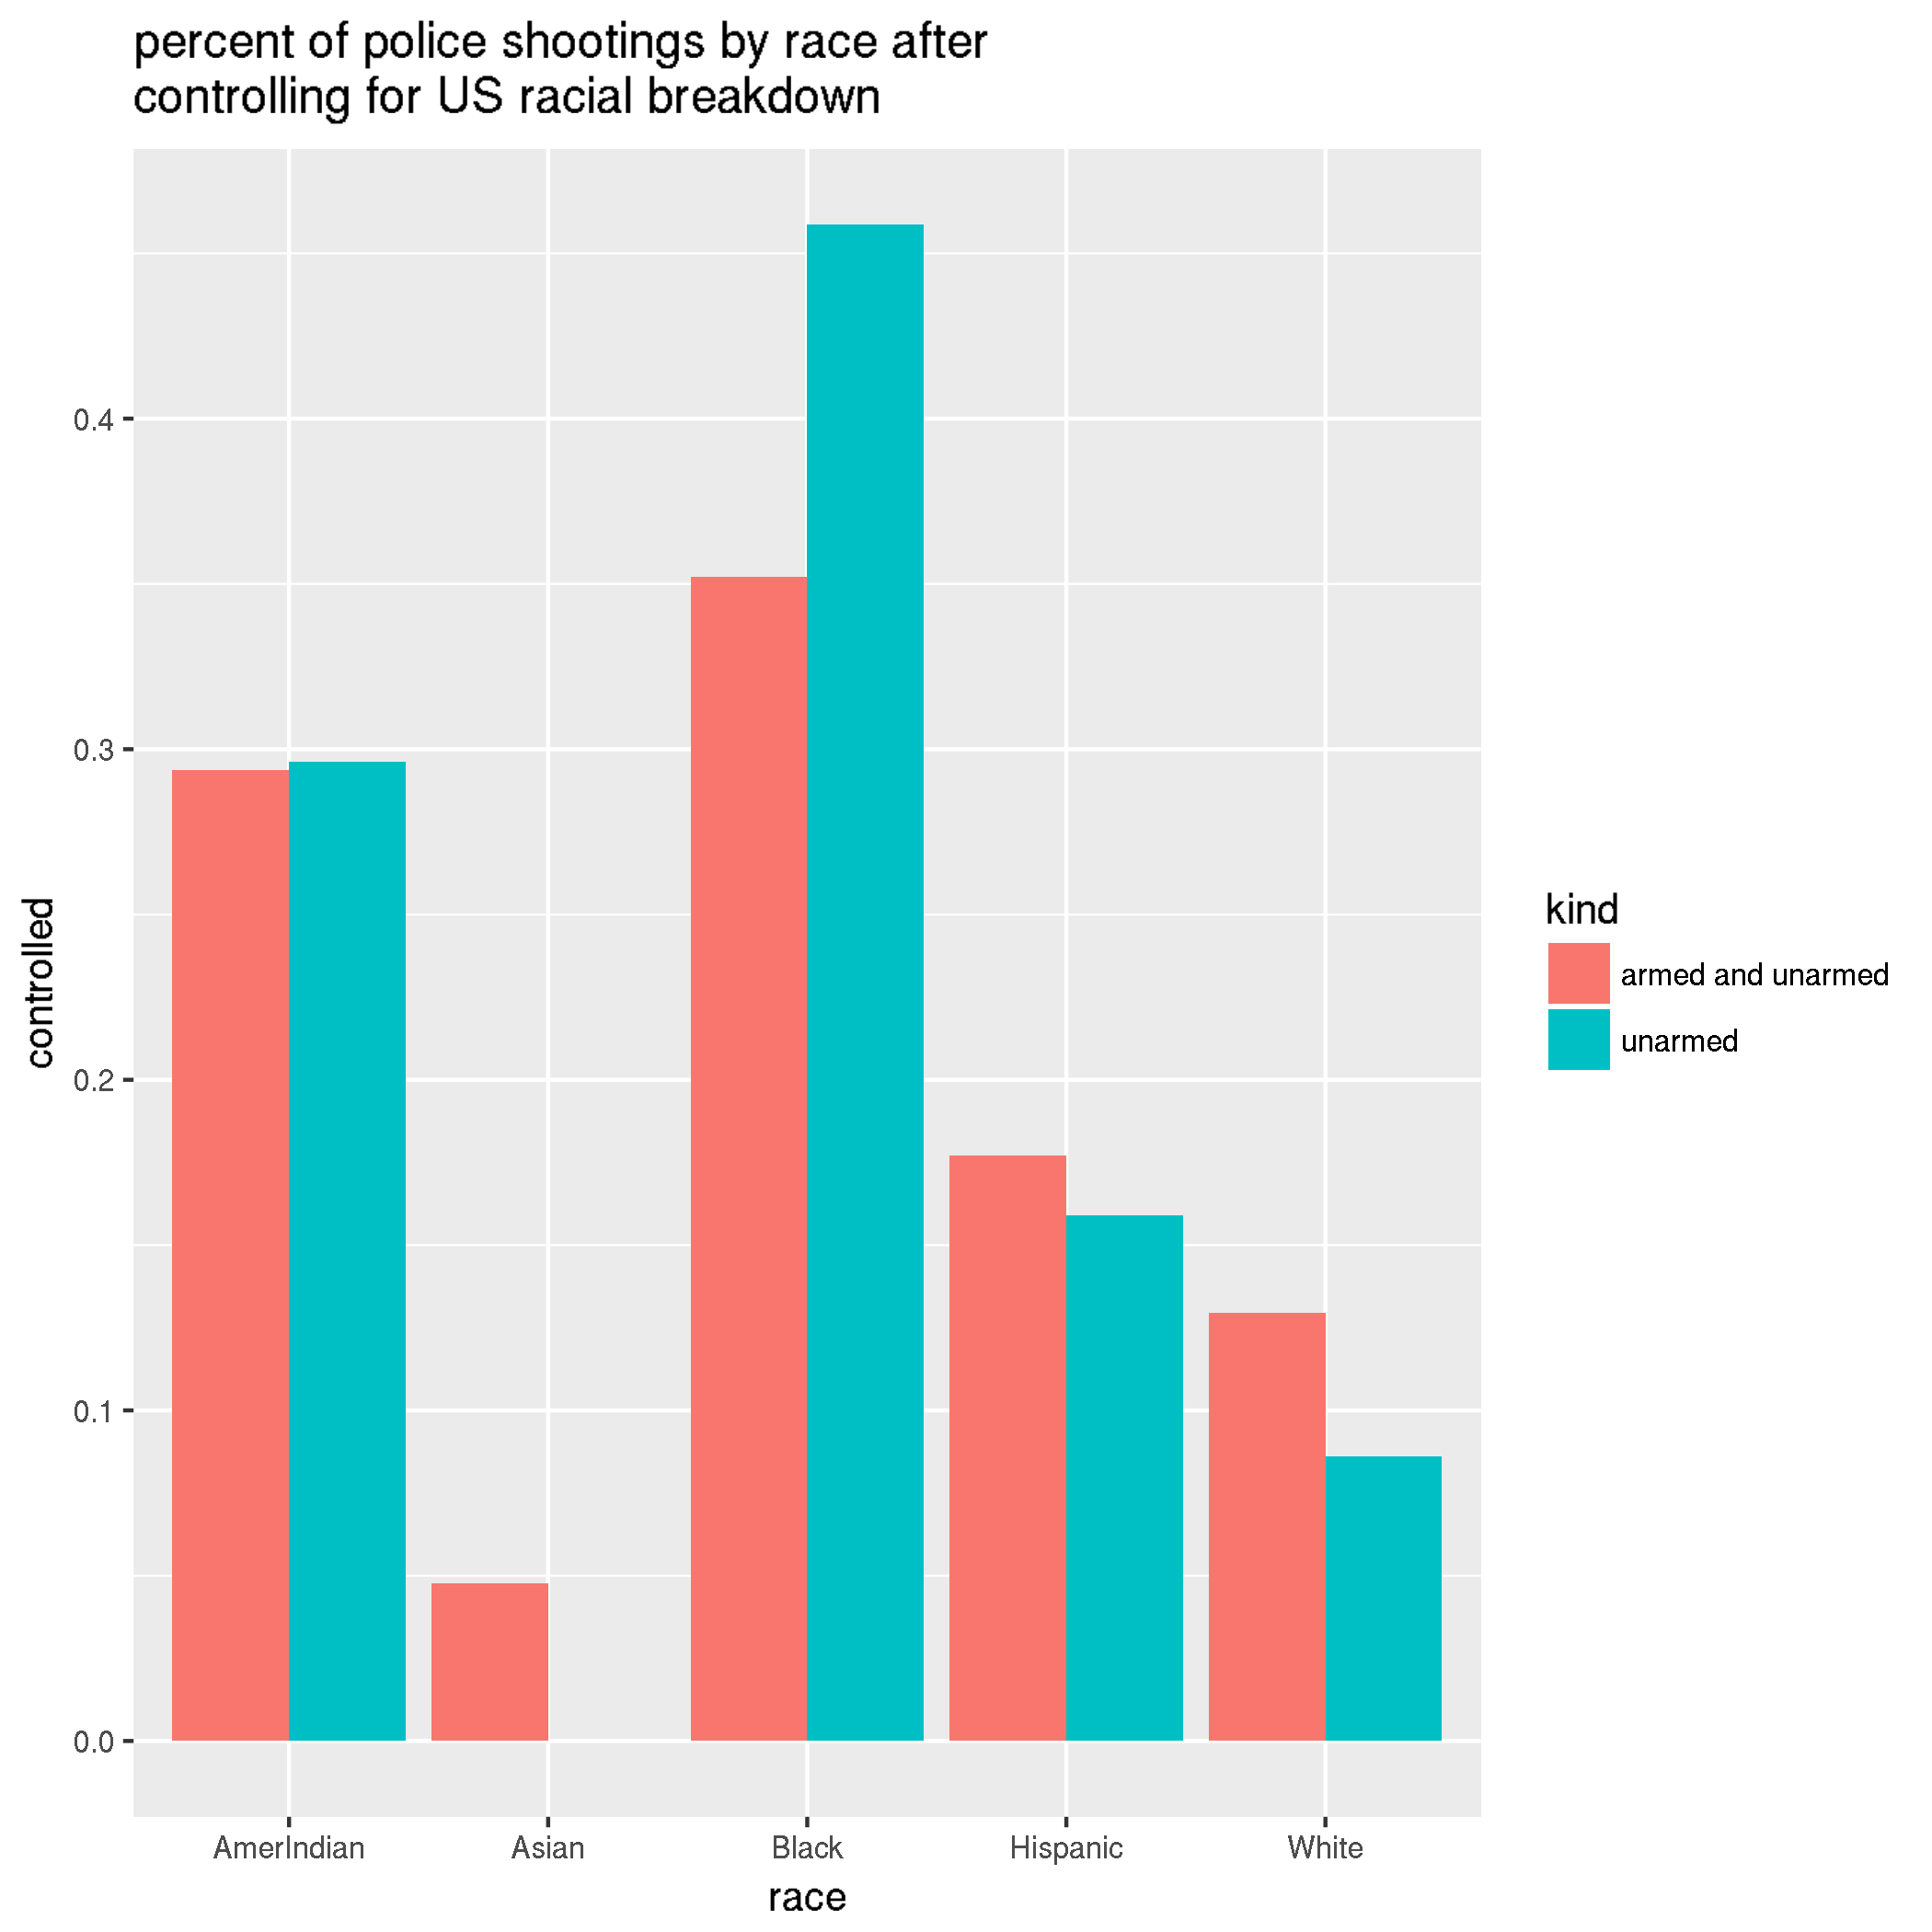 percent of police shootings by race after
controlling for US racial breakdown
controlled
0.4
0.3
0.2
0.1
0.0
AmerIndian
Asian
Black
Hispanic
White
race
kind
armed and unarmed
unarmed